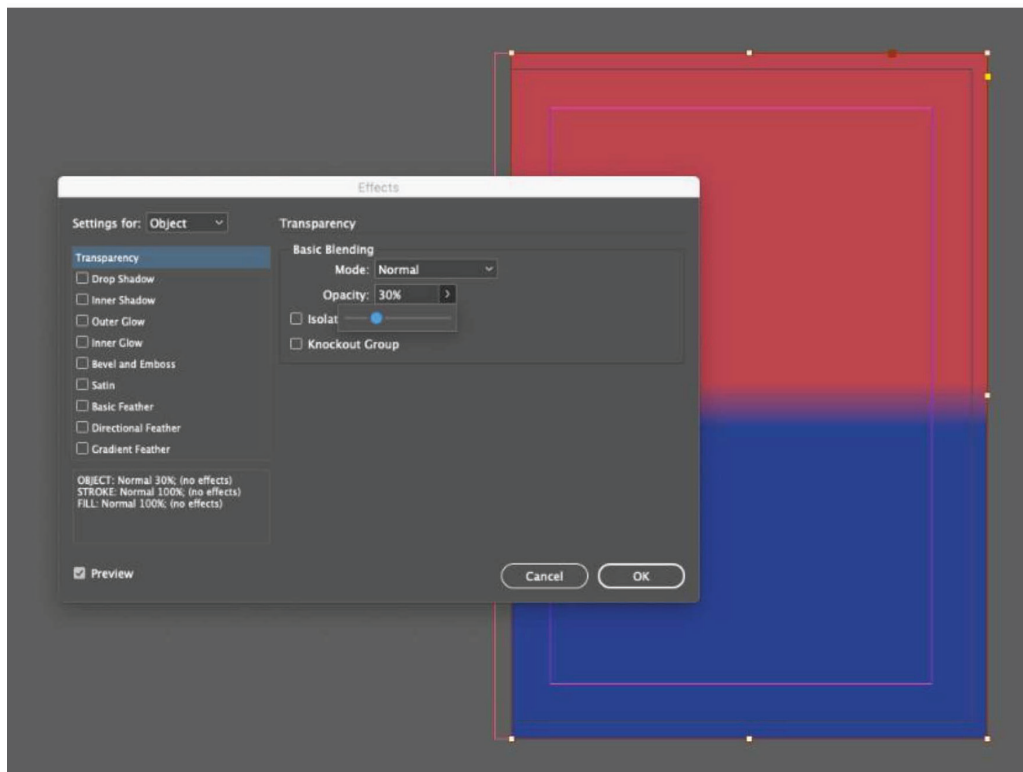 Effects
Settings for: Object
Transparency
Drop Shadow
Inner Shadow
Outer Glow
Inner Glow
Bevel and Emboss
Satin
Basic Feather
Directional Feather
Gradient Feather
OBJECT: Normal 30%; (no effects)
STROKE: Normal 100%; (no effects)
FILL: Normal 100%; (no effects)
Preview
Transparency
Basic Blending
Mode: Normal
Opacity: 30%
Isolat
Knockout Group
Cancel
OK